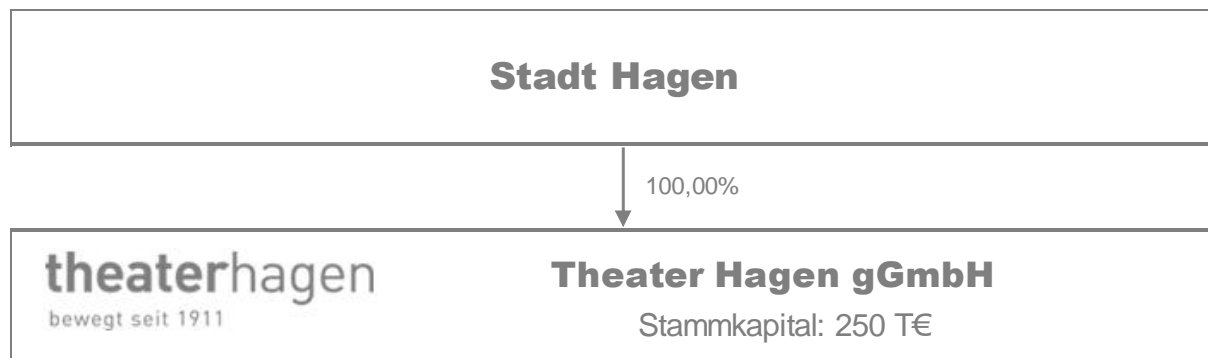 Stadt Hagen
100,00%
theaterhagen
bewegt seit 1911
Theater Hagen gGmbH
Stammkapital: 250 T€